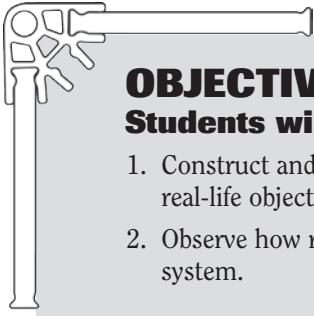 OBJECTIV
Students wi
1. Construct and
real-life object
2. Observe how r
system.